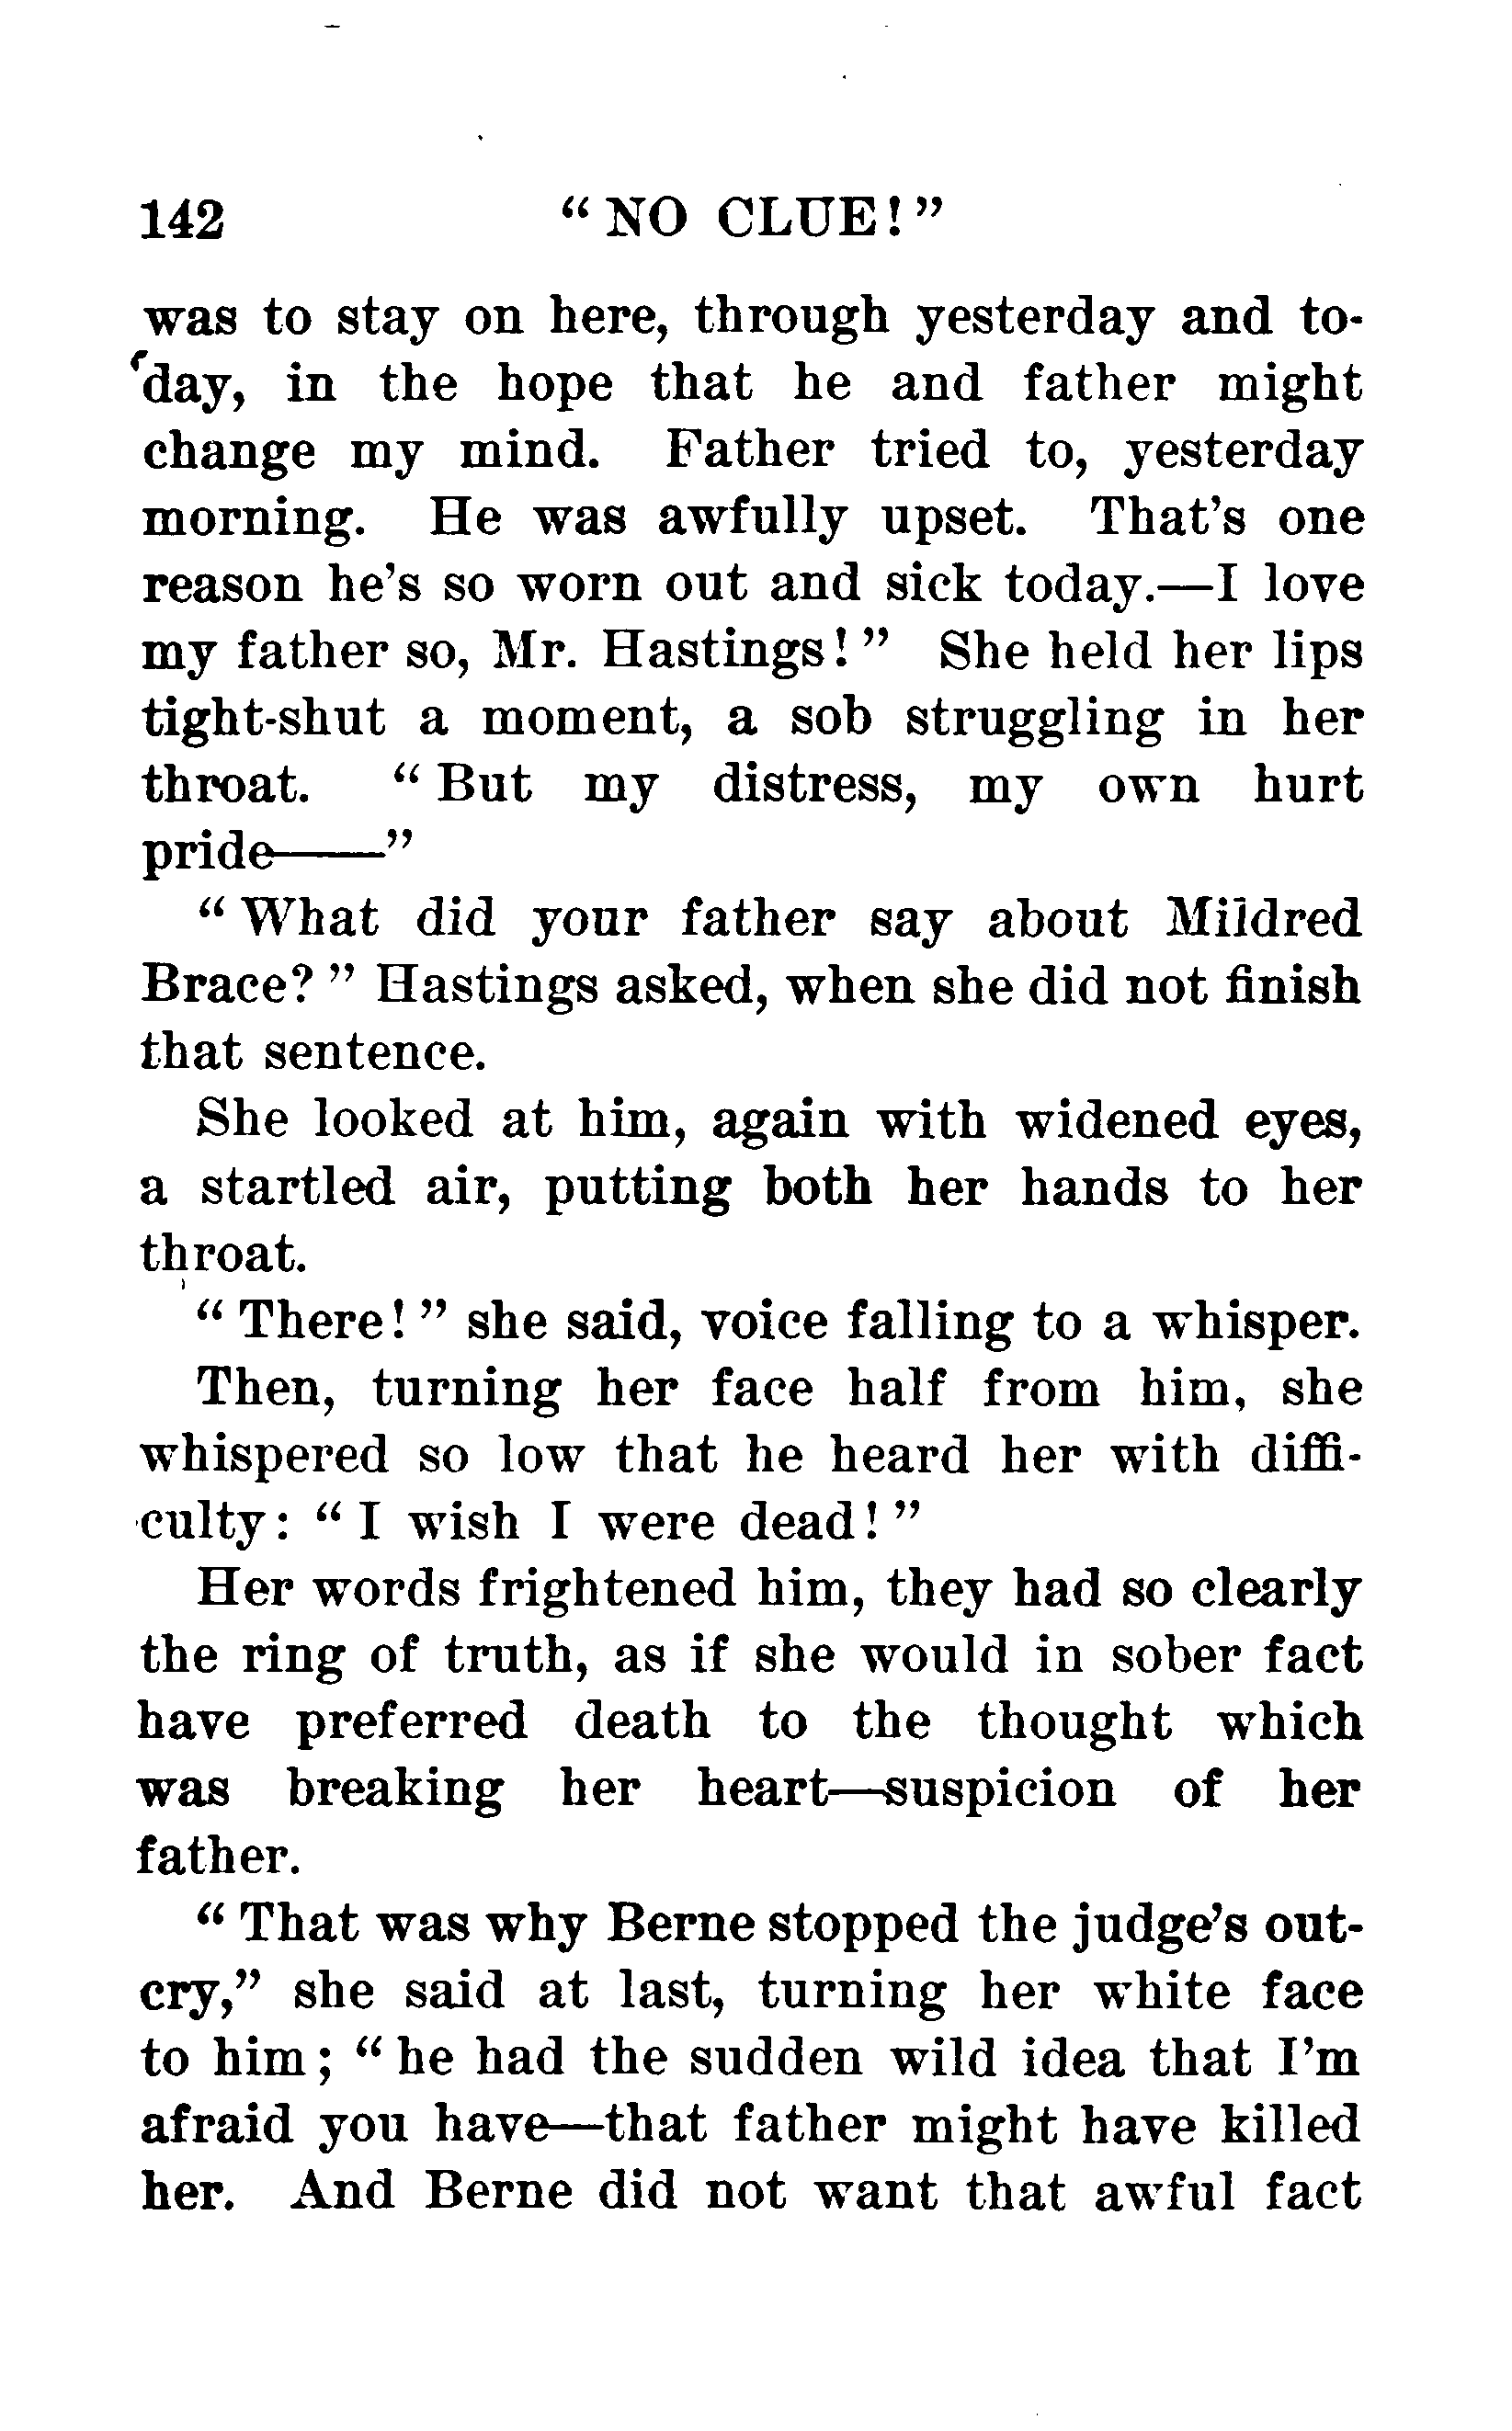 142 "NO CLUE!"
was to stay on here, through yesterday and to-
day, in the hope that he and father might
change my mind. Father tried to, yesterday
morning. He was awfully upset. That's one
reason he's so worn out and sick today.—I love
my father so, Mr. Hastings!" She held her lips
tight-shut a moment, a sob struggling in her
throat. "But my distress, my own hurt
pride——"
"What did your father say about Mildred
Brace?" Hastings asked, when she did not finish
that sentence.
She looked at him, again with widened eyes,
a startled air, putting both her hands to her
throat.
"There!" she said, voice falling to a whisper.
Then, turning her face half from him, she
whispered so low that he heard her with diffi-
culty: "I wish I were dead!"
Her words frightened him, they had so clearly
the ring of truth, as if she would in sober fact
have preferred death to the thought which
was breaking her heart—suspicion of her
father.
"That was why Berne stopped the judge's out-
cry," she said at last, turning her white face
to him; "he had the sudden wild idea that I'm
afraid you have—that father might have killed
her. And Berne did not want that awful fact